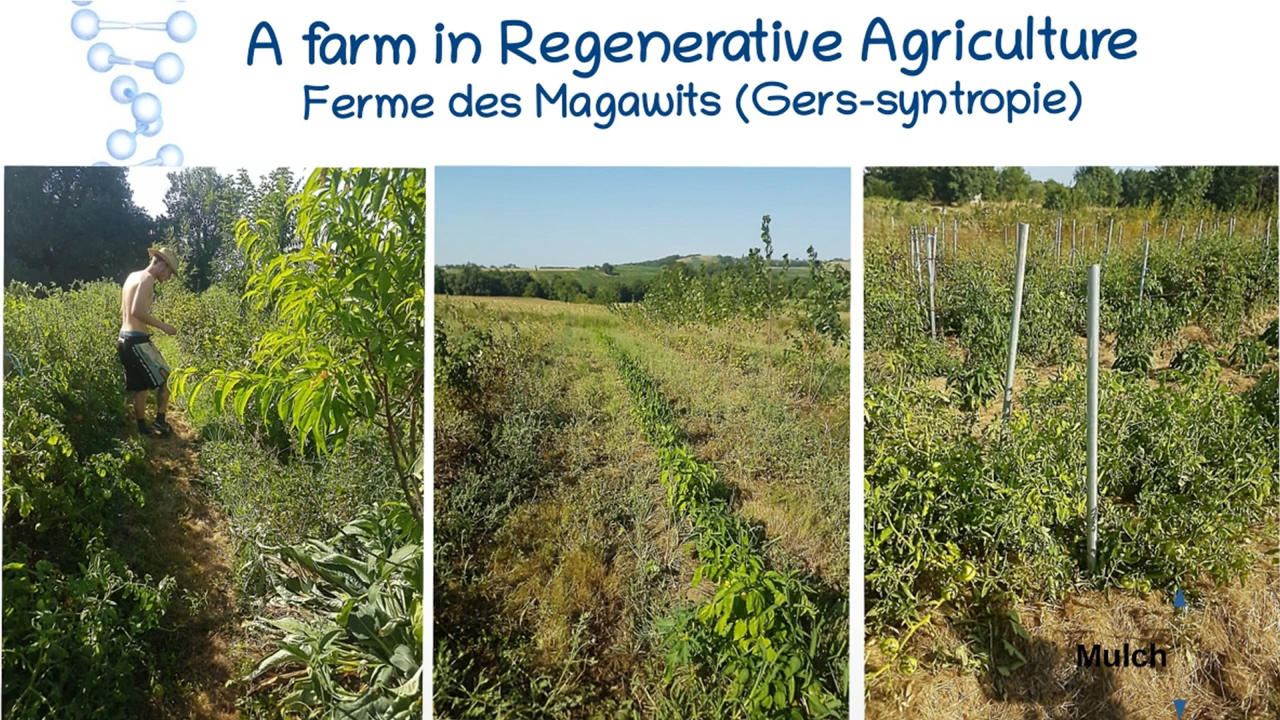 A farm in Regenerative Agriculture
Ferme des Magawits (Gers-syntropie)
Mulch